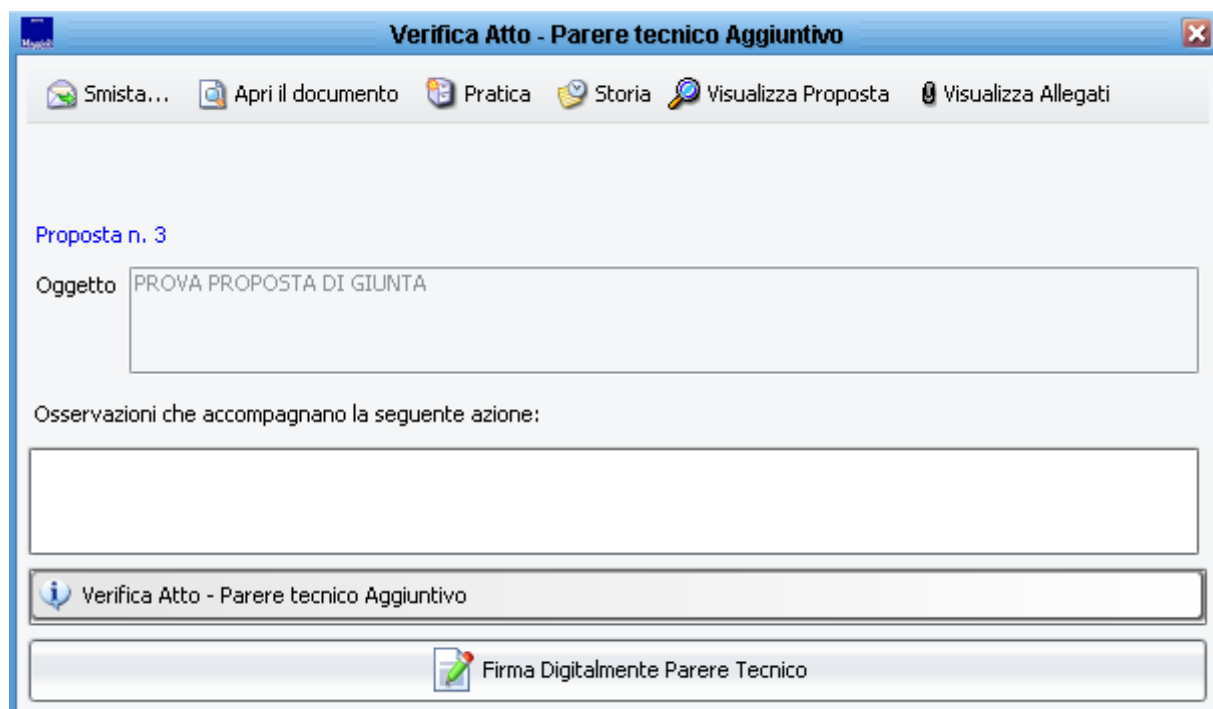 Verifica Atto - Parere tecnico Aggiuntivo
Smista... Apri il documento Pratica Storia Visualizza Proposta Visualizza Allegati
Proposta n. 3
Oggetto PROVA PROPOSTA DI GIUNTA
Osservazioni che accompagnano la seguente azione:
Verifica Atto - Parere tecnico Aggiuntivo
Firma Digitalmente Parere Tecnico